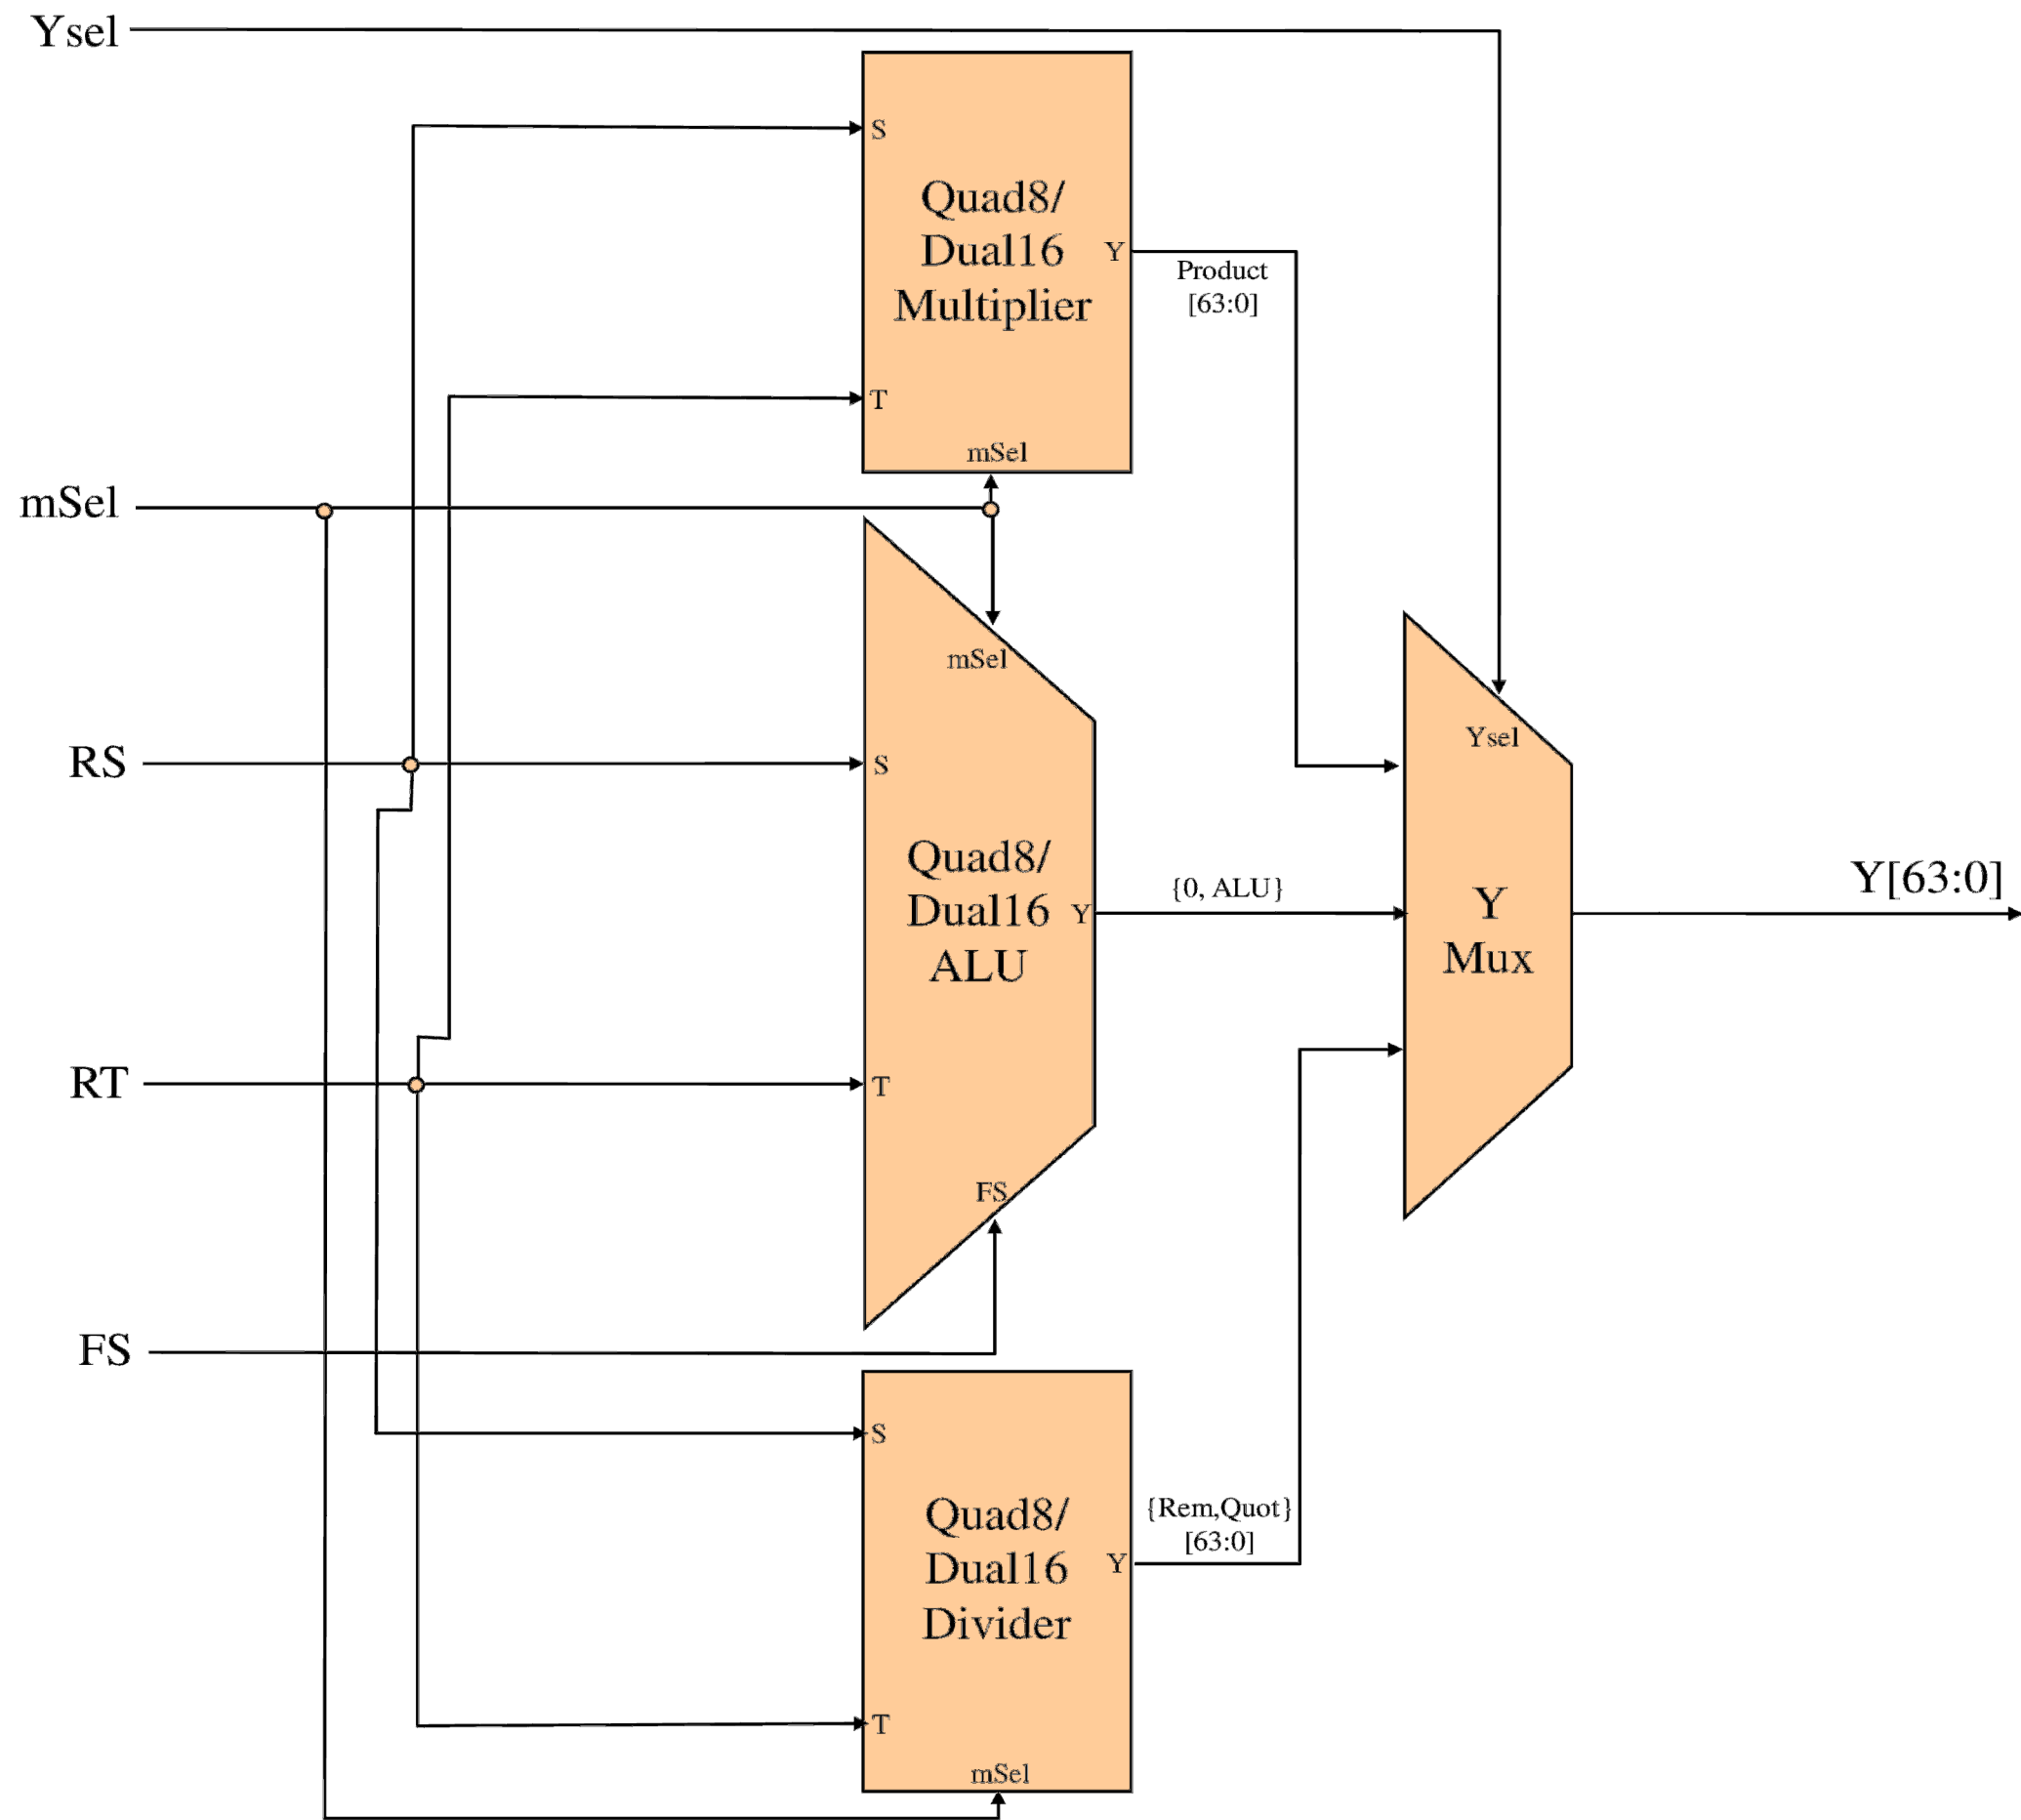 Ysel
S
Quad8/
Dual16
Multiplier
Y
Product
[63:0]
T
mSel
mSel
mSel
Ysel
RS
S
Quad8/
Dual16
ALU
Y
{0, ALU}
Y
Mux
Y[63:0]
RT
T
FS
FS
S
Quad8/
Dual16
Divider
Y
{Rem,Quot}
[63:0]
T
mSel